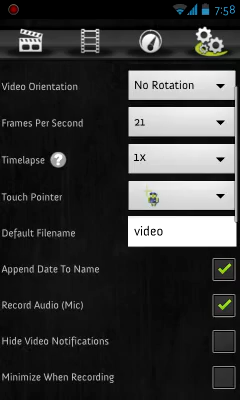 7:58
Video Orientation
No Rotation
Frames Per Second
21
Timelapse
?
1x
Touch Pointer
Default Filename
video
Append Date To Name
Record Audio (Mic)
Hide Video Notifications
Minimize When Recording